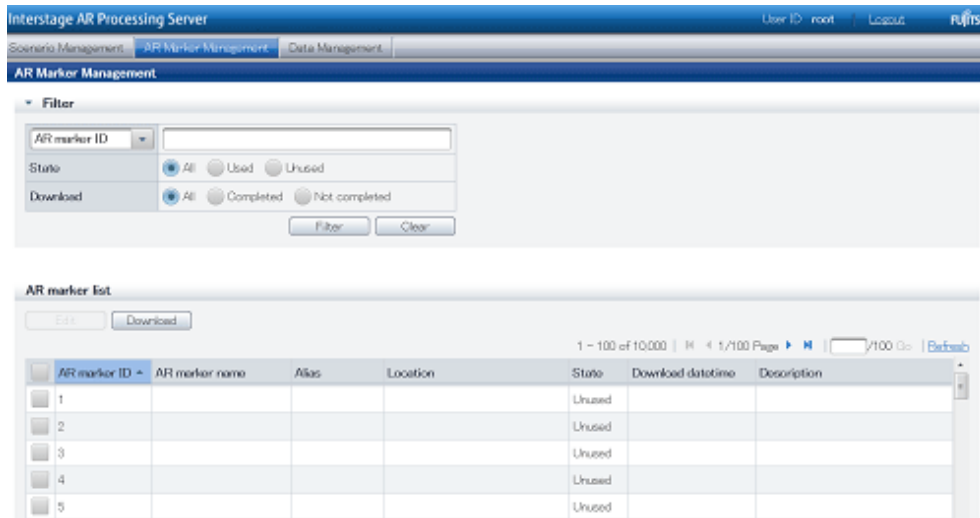 Interstage AR Processing Server User ID: root Logout
Scenario Management AR Marker Management Data Management
AR Marker Management
Filter
AR marker ID
State All Used Unused
Download All Completed Not completed
Filter Clear
AR marker list
Edit Download
1 - 100 of 10,000 | 1/100 Page | /100 Go | Refresh
AR marker ID AR marker name Alias Location State Download datetime Description
1 Unused
2 Unused
3 Unused
4 Unused
5 Unused